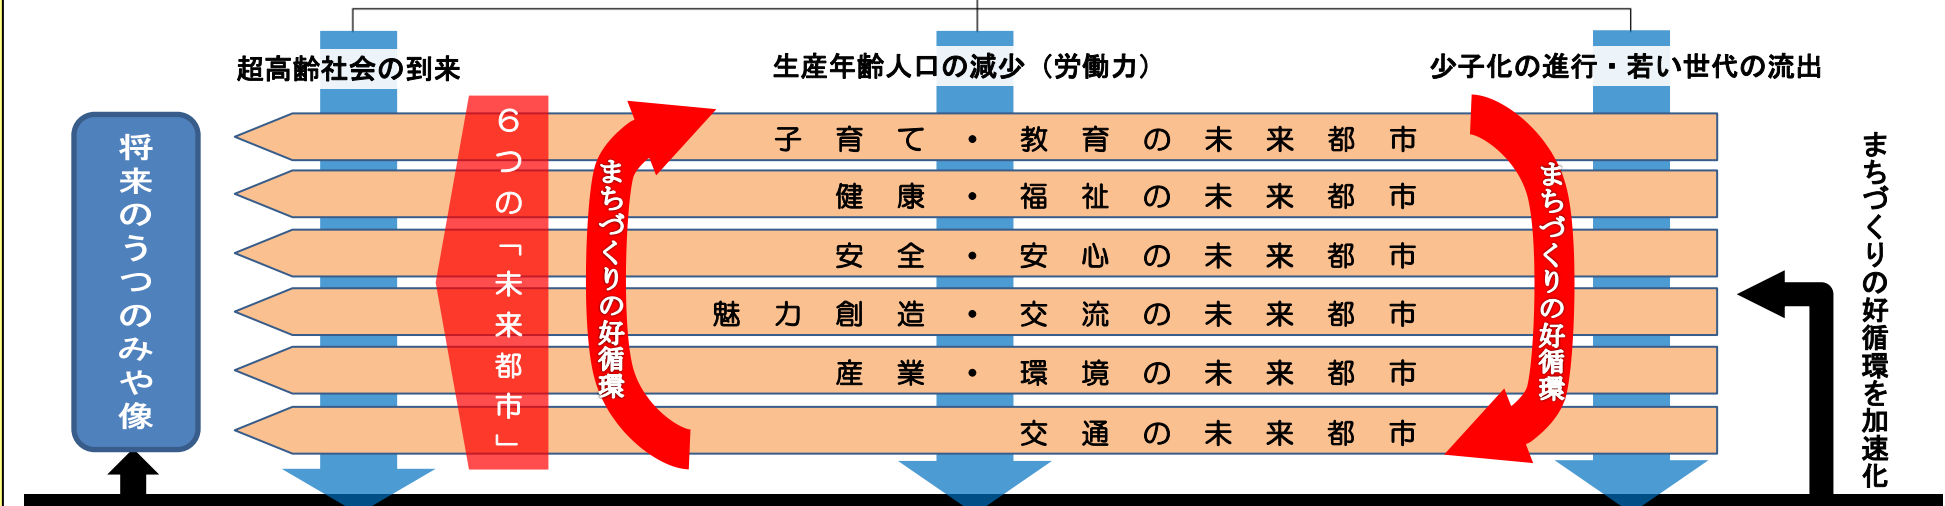 超高齢社会の到来
生産年齢人口の減少（労働力）
少子化の進行・若い世代の流出
将来のうつのみや像
６つの「未来都市」
まちづくりの好循環
子育て・教育の未来都市
健康・福祉の未来都市
安全・安心の未来都市
魅力創造・交流の未来都市
産業・環境の未来都市
交通の未来都市
まちづくりの好循環
まちづくりの好循環を加速化